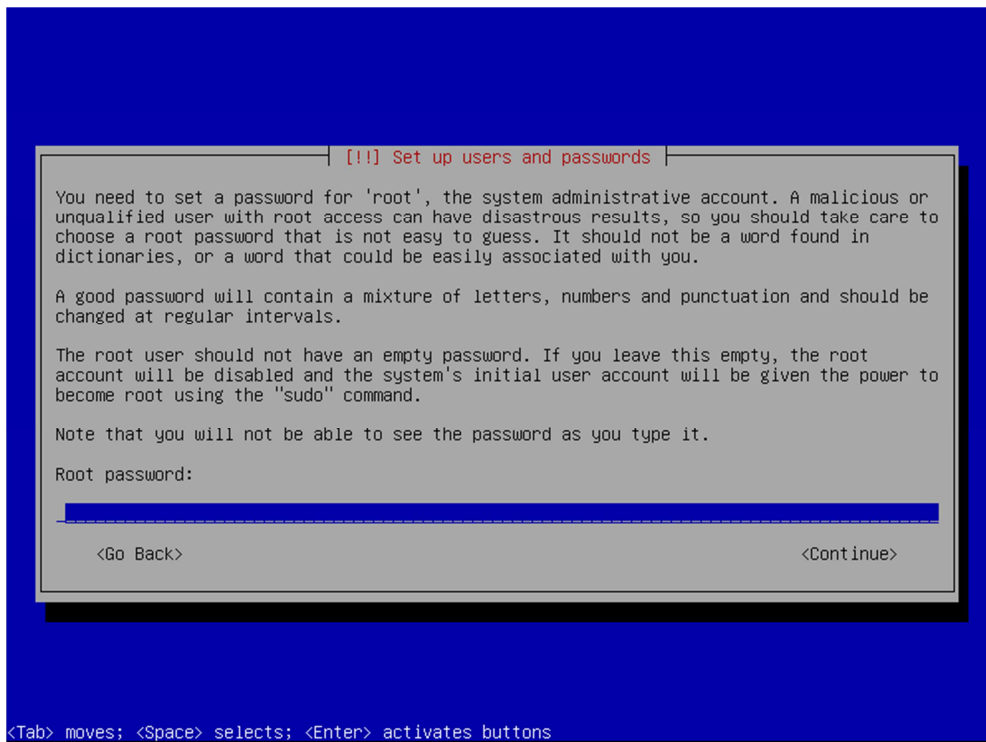 [!!] Set up users and passwords
You need to set a password for 'root', the system administrative account. A malicious or
unqualified user with root access can have disastrous results, so you should take care to
choose a root password that is not easy to guess. It should not be a word found in
dictionaries, or a word that could be easily associated with you.
A good password will contain a mixture of letters, numbers and punctuation and should be
changed at regular intervals.
The root user should not have an empty password. If you leave this empty, the root
account will be disabled and the system's initial user account will be given the power to
become root using the "sudo" command.
Note that you will not be able to see the password as you type it.
Root password:
<Go Back> <Continue>
<Tab> moves; <Space> selects; <Enter> activates buttons